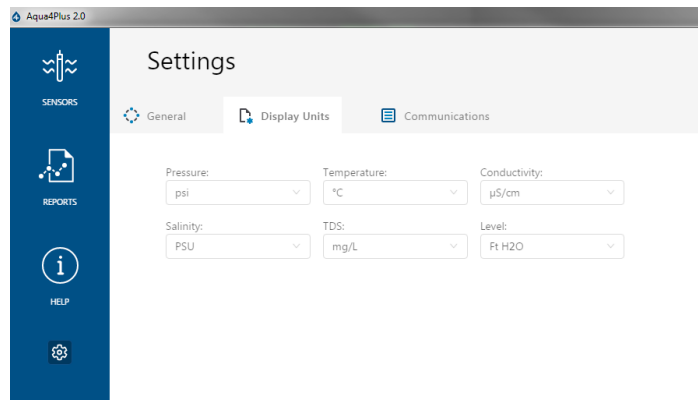 Aqua4Plus 2.0
SENSORS
REPORTS
HELP
Settings
General Display Units Communications
Pressure: Temperature: Conductivity:
psi °C µS/cm
Salinity: TDS: Level:
PSU mg/L Ft H2O